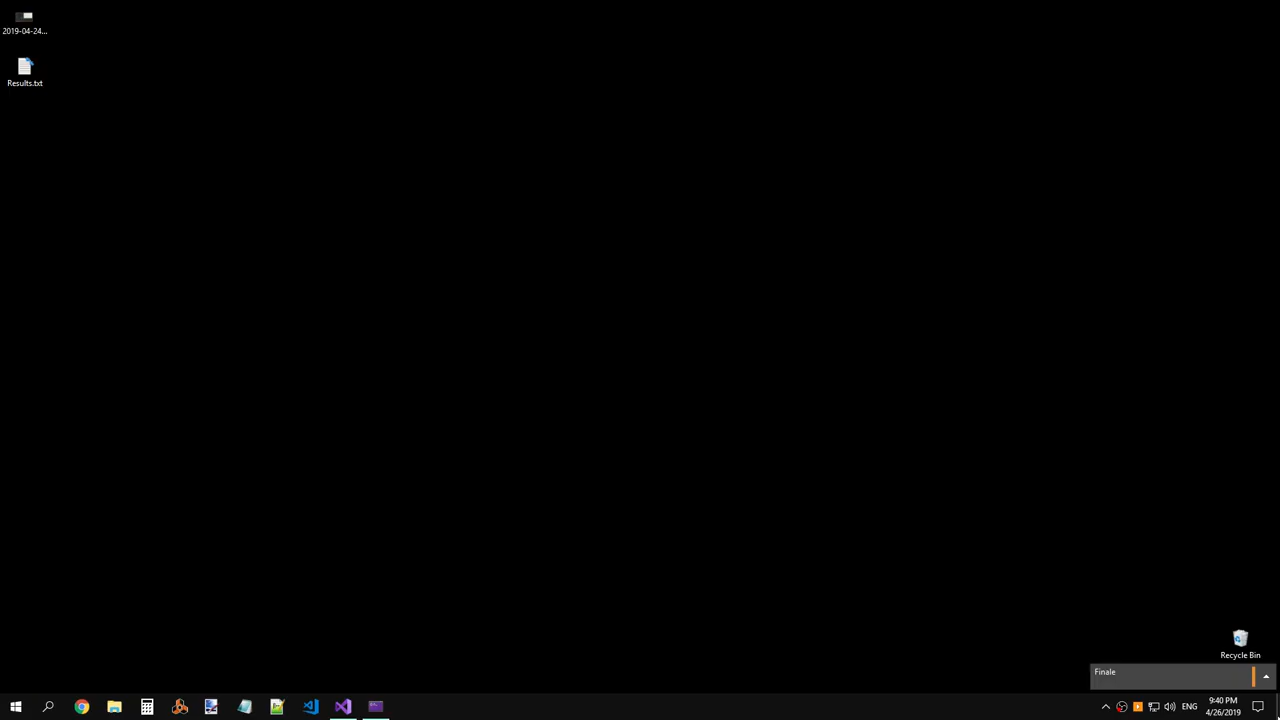 2019-04-24...
Results.txt
Recycle Bin
Finale
ENG
9:40 PM
4/26/2019